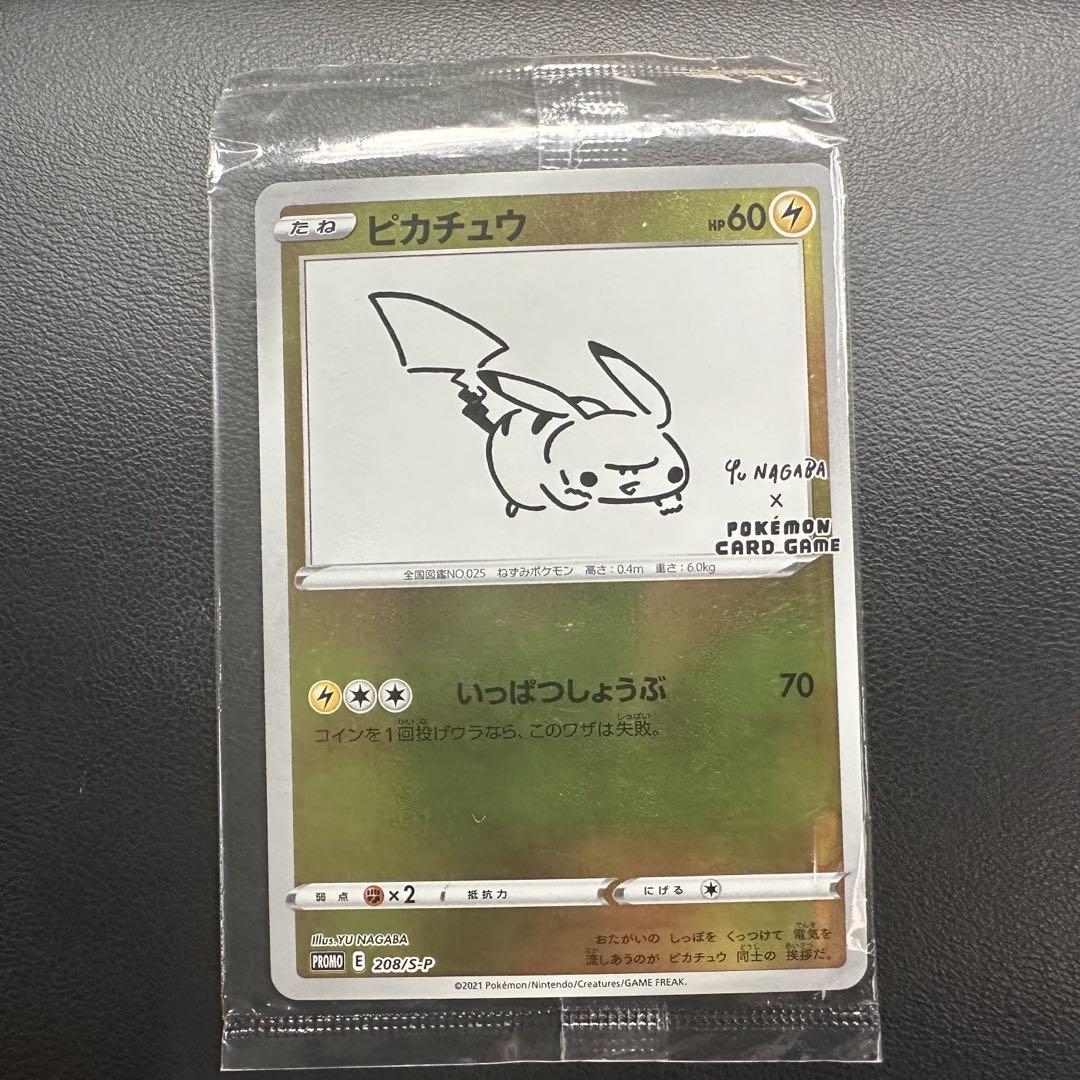 たね ピカチュウ HP60
Yu NAGABA
×
POKÉMON
CARD GAME
全国図鑑NO.025 ねずみポケモン 高さ:0.4m 重さ:6.0kg
いっぱつしょうぶ 70
コインを1回投げウラなら、このワザは失敗。
弱点 ×2 抵抗力 にげる
Illus.YU NAGABA
おたがいの しっぽを くっつけて 電気を
流しあうのが ピカチュウ 同士の 挨拶だ。
PROMO E 208/S-P
©2021 Pokémon/Nintendo/Creatures/GAME FREAK.